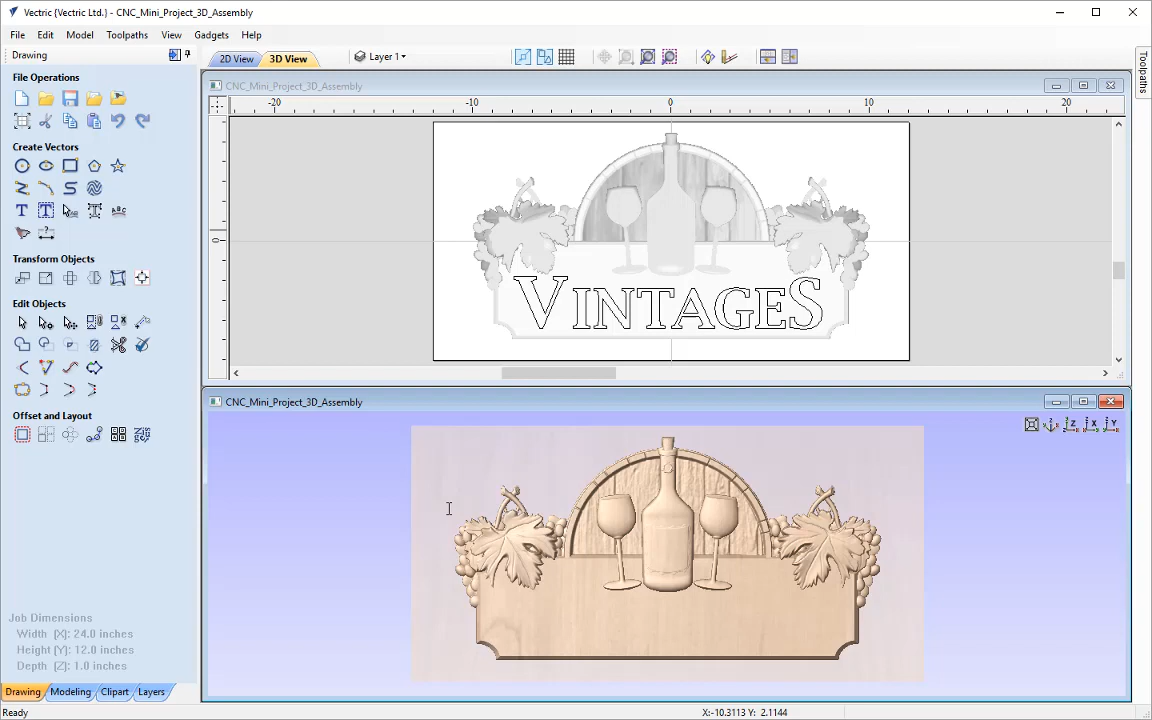 Vectric {Vectric Ltd.} - CNC_Mini_Project_3D_Assembly
File Edit Model Toolpaths View Gadgets Help
Drawing
2D View 3D View Layer 1
Toolpaths
File Operations
Create Vectors
Transform Objects
Edit Objects
Offset and Layout
Job Dimensions
Width (X): 24.0 inches
Height (Y): 12.0 inches
Depth (Z): 1.0 inches
Drawing Modeling Clipart Layers
CNC_Mini_Project_3D_Assembly
-20 -10 0 10 20
0
VINTAGES
CNC_Mini_Project_3D_Assembly
Ready
X:-10.3113 Y: 2.1144